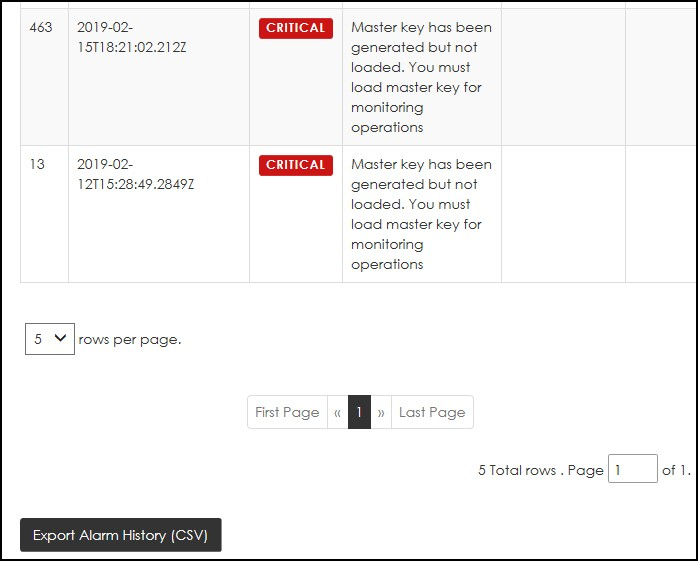 463 2019-02- CRITICAL Master key has been
15T18:21:02.212Z generated but not
loaded. You must
load master key for
monitoring
operations
13 2019-02- CRITICAL Master key has been
12T15:28:49.2849Z generated but not
loaded. You must
load master key for
monitoring
operations
5 rows per page.
First Page « 1 » Last Page
5 Total rows . Page 1 of 1.
Export Alarm History (CSV)